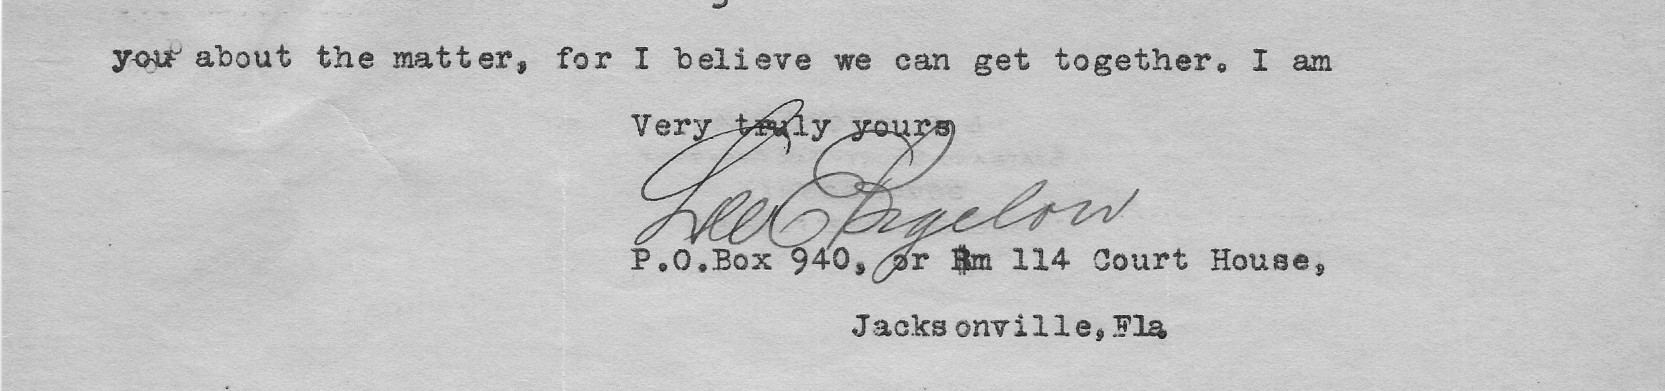 you about the matter, for I believe we can get together. I am
Very truly yours
Lee E Bigelow
P.O.Box 940, or Rm 114 Court House,
Jacksonville,Fla